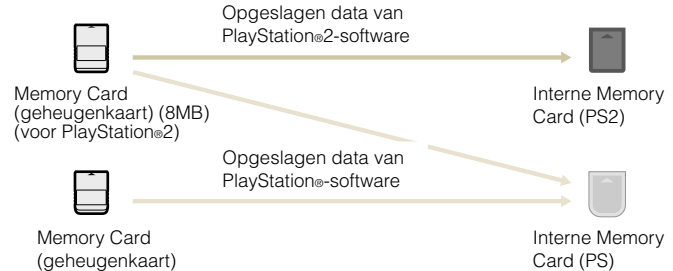 Opgeslagen data van
PlayStation®2-software
Memory Card
(geheugenkaart) (8MB)
(voor PlayStation®2)
Interne Memory
Card (PS2)
Opgeslagen data van
PlayStation®-software
Memory Card
(geheugenkaart)
Interne Memory
Card (PS)